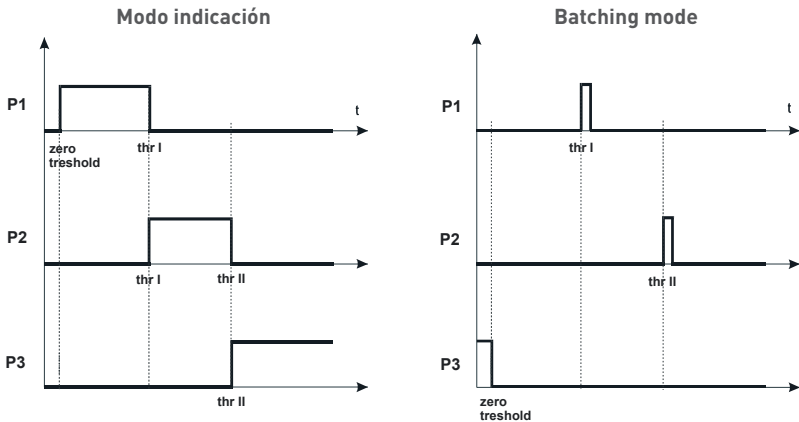 Modo indicación
P1
t
zero
treshold
thr I
P2
thr I
thr II
P3
thr II
Batching mode
P1
t
thr I
P2
thr II
P3
zero
treshold